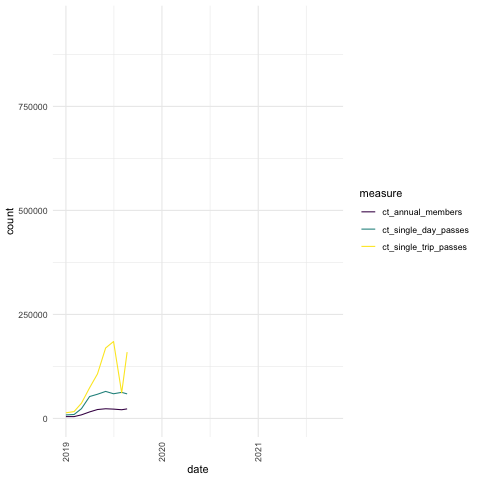 750000
500000
250000
0
count
2019
2020
2021
date
measure
ct_annual_members
ct_single_day_passes
ct_single_trip_passes